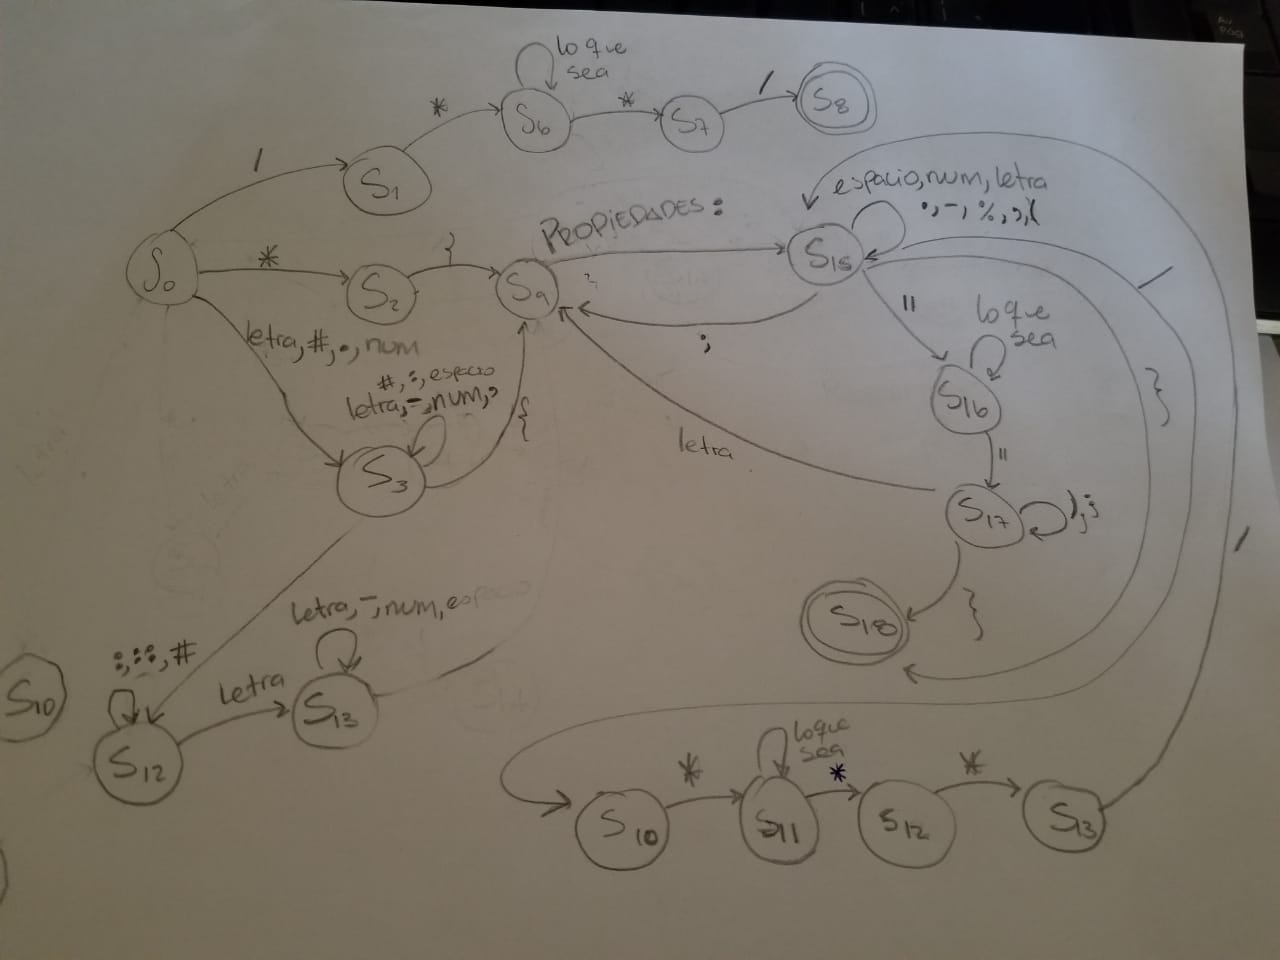 lo que
sea
*
S6
*
S7
/
S8
/
S1
espacio, num, letra
PROPIEDADES:
S0
*
S2
}
S9
S15
/
"
lo que
sea
;
letra, #, ., num
#, :, espacio
letra, -, num,
S16
}
{
letra
"
S3
S17
/
Letra, -, num, espacio
S18
}
#
Letra
S10
S13
S12
lo que
sea
*
*
*
S10
S11
S12
S13